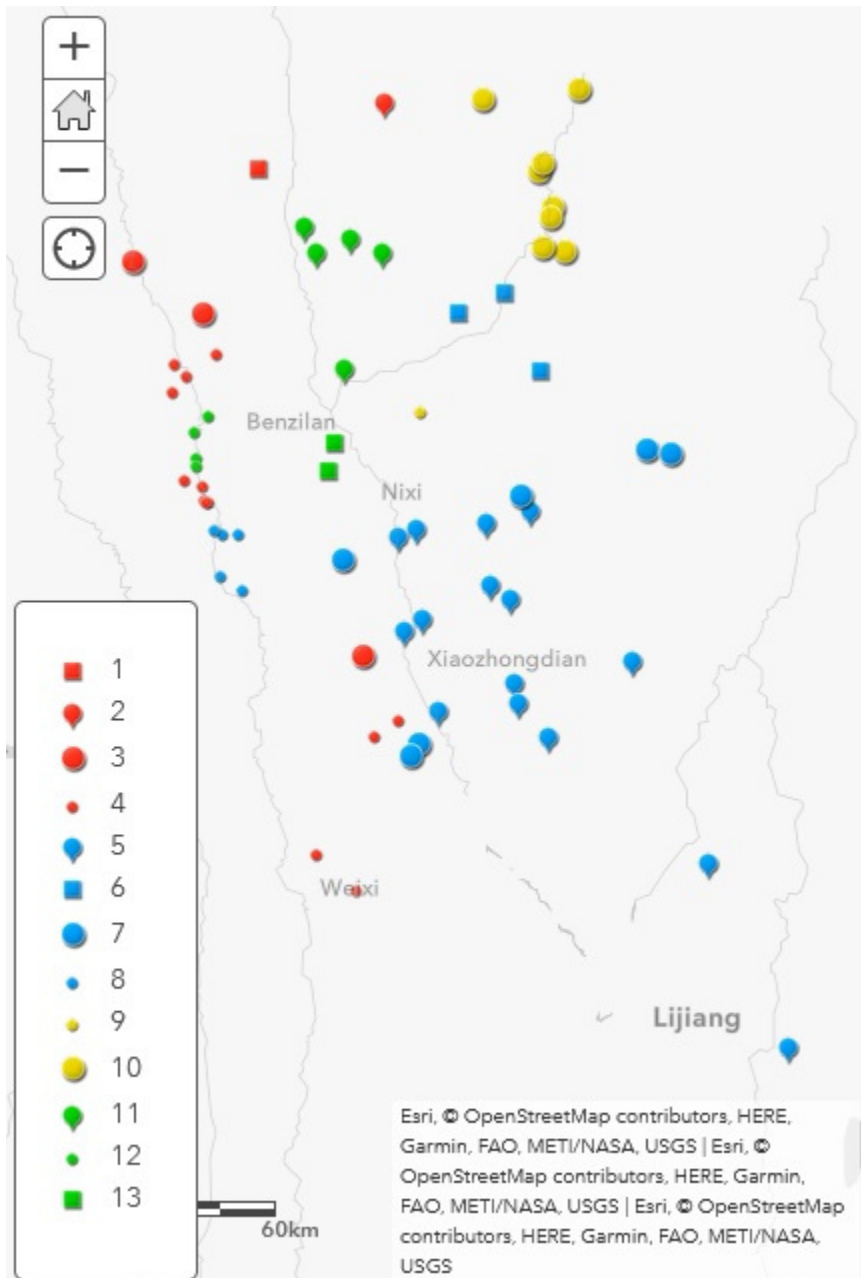 +
−
Benzilan
Nixi
Xiaozhongdian
Weixi
Lijiang
1
2
3
4
5
6
7
8
9
10
11
12
13
60km
Esri, © OpenStreetMap contributors, HERE,
Garmin, FAO, METI/NASA, USGS | Esri, ©
OpenStreetMap contributors, HERE, Garmin,
FAO, METI/NASA, USGS | Esri, © OpenStreetMap
contributors, HERE, Garmin, FAO, METI/NASA,
USGS